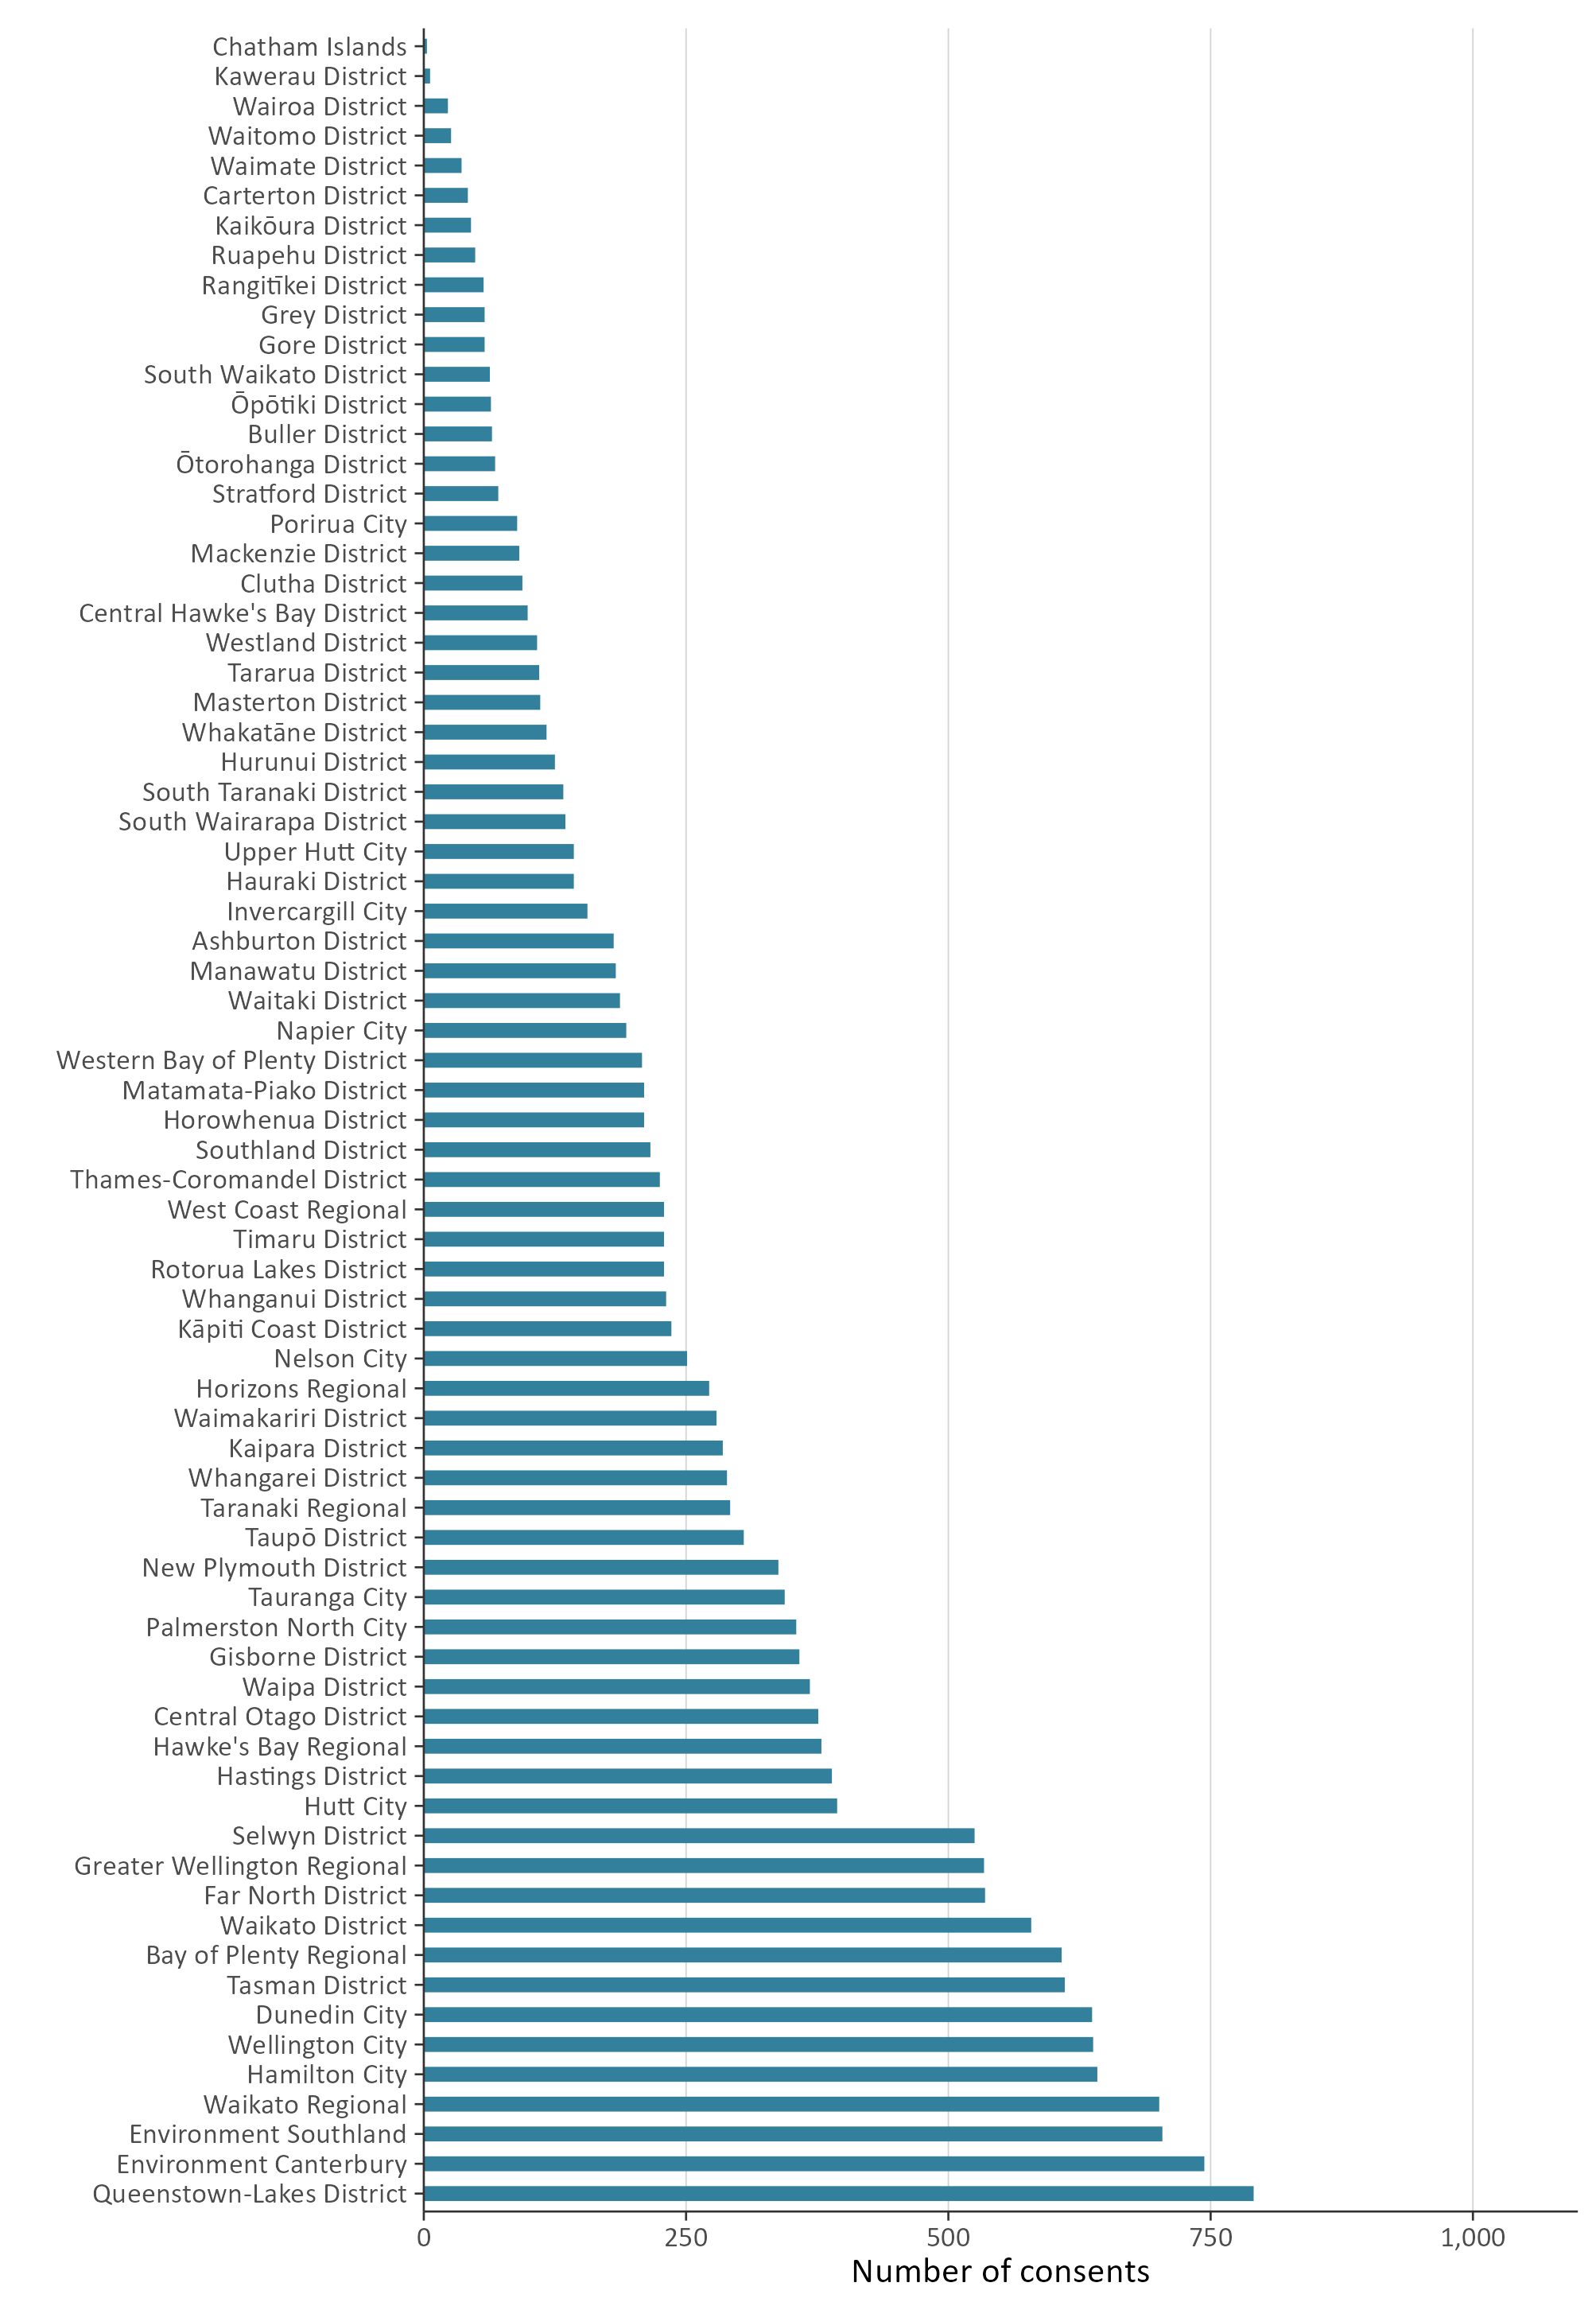 Chatham Islands
Kawerau District
Wairoa District
Waitomo District
Waimate District
Carterton District
Kaikōura District
Ruapehu District
Rangitīkei District
Grey District
Gore District
South Waikato District
Ōpōtiki District
Buller District
Ōtorohanga District
Stratford District
Porirua City
Mackenzie District
Clutha District
Central Hawke's Bay District
Westland District
Tararua District
Masterton District
Whakatāne District
Hurunui District
South Taranaki District
South Wairarapa District
Upper Hutt City
Hauraki District
Invercargill City
Ashburton District
Manawatu District
Waitaki District
Napier City
Western Bay of Plenty District
Matamata-Piako District
Horowhenua District
Southland District
Thames-Coromandel District
West Coast Regional
Timaru District
Rotorua Lakes District
Whanganui District
Kāpiti Coast District
Nelson City
Horizons Regional
Waimakariri District
Kaipara District
Whangarei District
Taranaki Regional
Taupō District
New Plymouth District
Tauranga City
Palmerston North City
Gisborne District
Waipa District
Central Otago District
Hawke's Bay Regional
Hastings District
Hutt City
Selwyn District
Greater Wellington Regional
Far North District
Waikato District
Bay of Plenty Regional
Tasman District
Dunedin City
Wellington City
Hamilton City
Waikato Regional
Environment Southland
Environment Canterbury
Queenstown-Lakes District
0 250 500 750 1,000
Number of consents